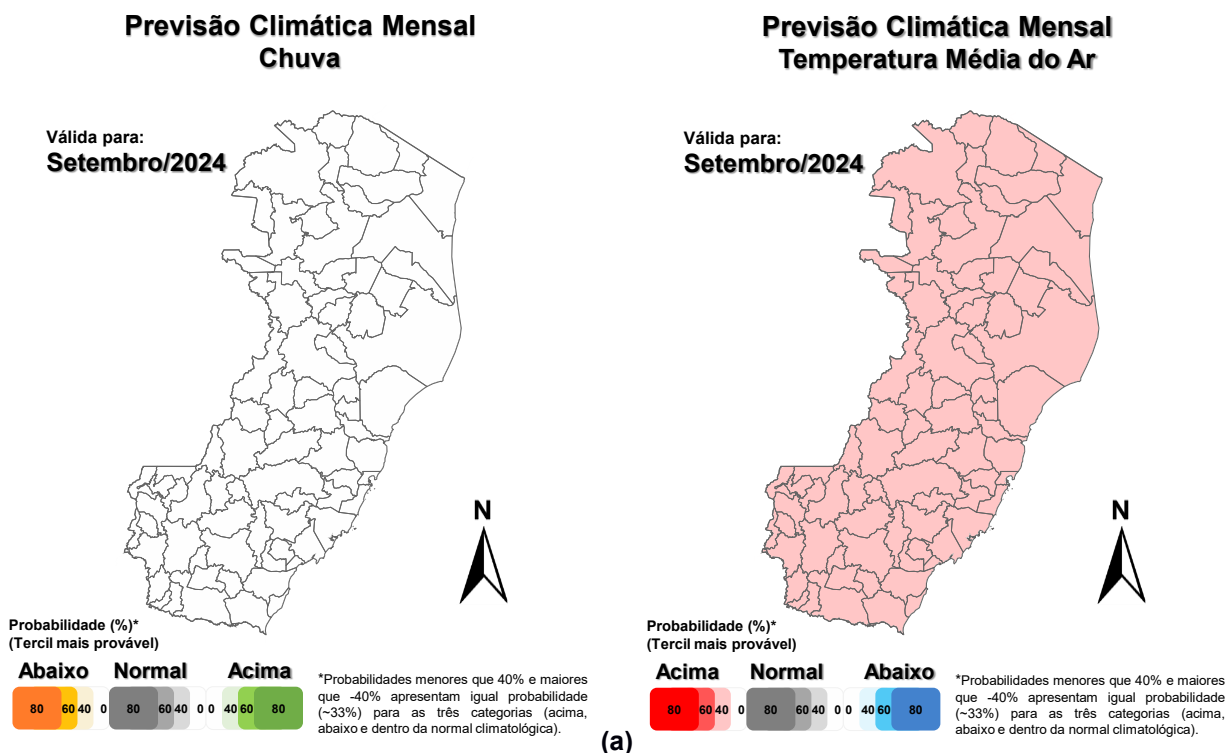 Previsão Climática Mensal
Chuva
Válida para:
Setembro/2024
N
Probabilidade (%)*
(Tercil mais provável)
Abaixo Normal Acima
80 60 40 0 80 60 40 0 0 40 60 80
*Probabilidades menores que 40% e maiores
que -40% apresentam igual probabilidade
(~33%) para as três categorias (acima,
abaixo e dentro da normal climatológica).
Previsão Climática Mensal
Temperatura Média do Ar
Válida para:
Setembro/2024
N
Probabilidade (%)*
(Tercil mais provável)
Acima Normal Abaixo
80 60 40 0 80 60 40 0 0 40 60 80
*Probabilidades menores que 40% e maiores
que -40% apresentam igual probabilidade
(~33%) para as três categorias (acima,
abaixo e dentro da normal climatológica).
(a)